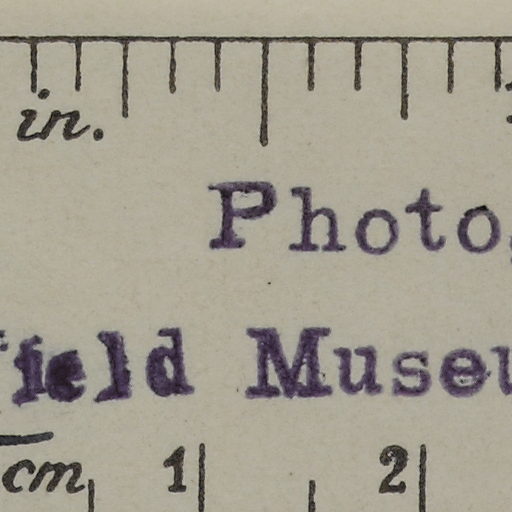 in.
Photo
field Museu
cm 1 2